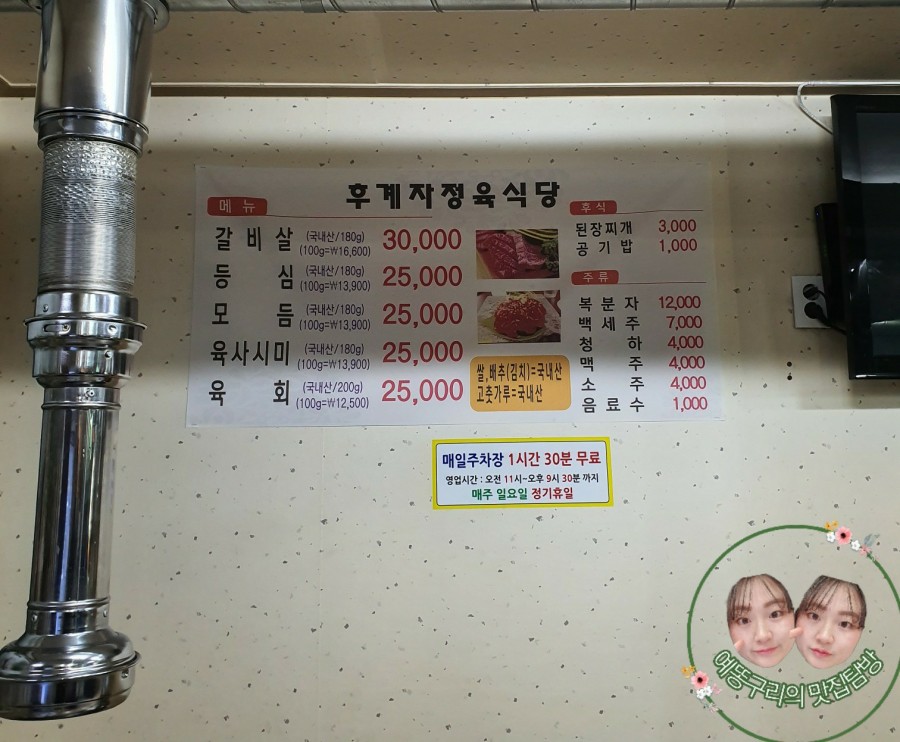 후계자정육식당
메뉴
갈비살 (국내산/180g) (100g=₩16,600) 30,000
등심 (국내산/180g) (100g=₩13,900) 25,000
모듬 (국내산/180g) (100g=₩13,900) 25,000
육사시미 (국내산/180g) (100g=₩13,900) 25,000
육회 (국내산/200g) (100g=₩12,500) 25,000
쌀,배추(김치)=국내산
고춧가루=국내산
후식
된장찌개 3,000
공기밥 1,000
주류
복분자 12,000
백세주 7,000
청하 4,000
맥주 4,000
소주 4,000
음료수 1,000
매일주차장 1시간 30분 무료
영업시간 : 오전 11시~오후 9시 30분 까지
매주 일요일 정기휴일
예똥구리의 맛집탐방